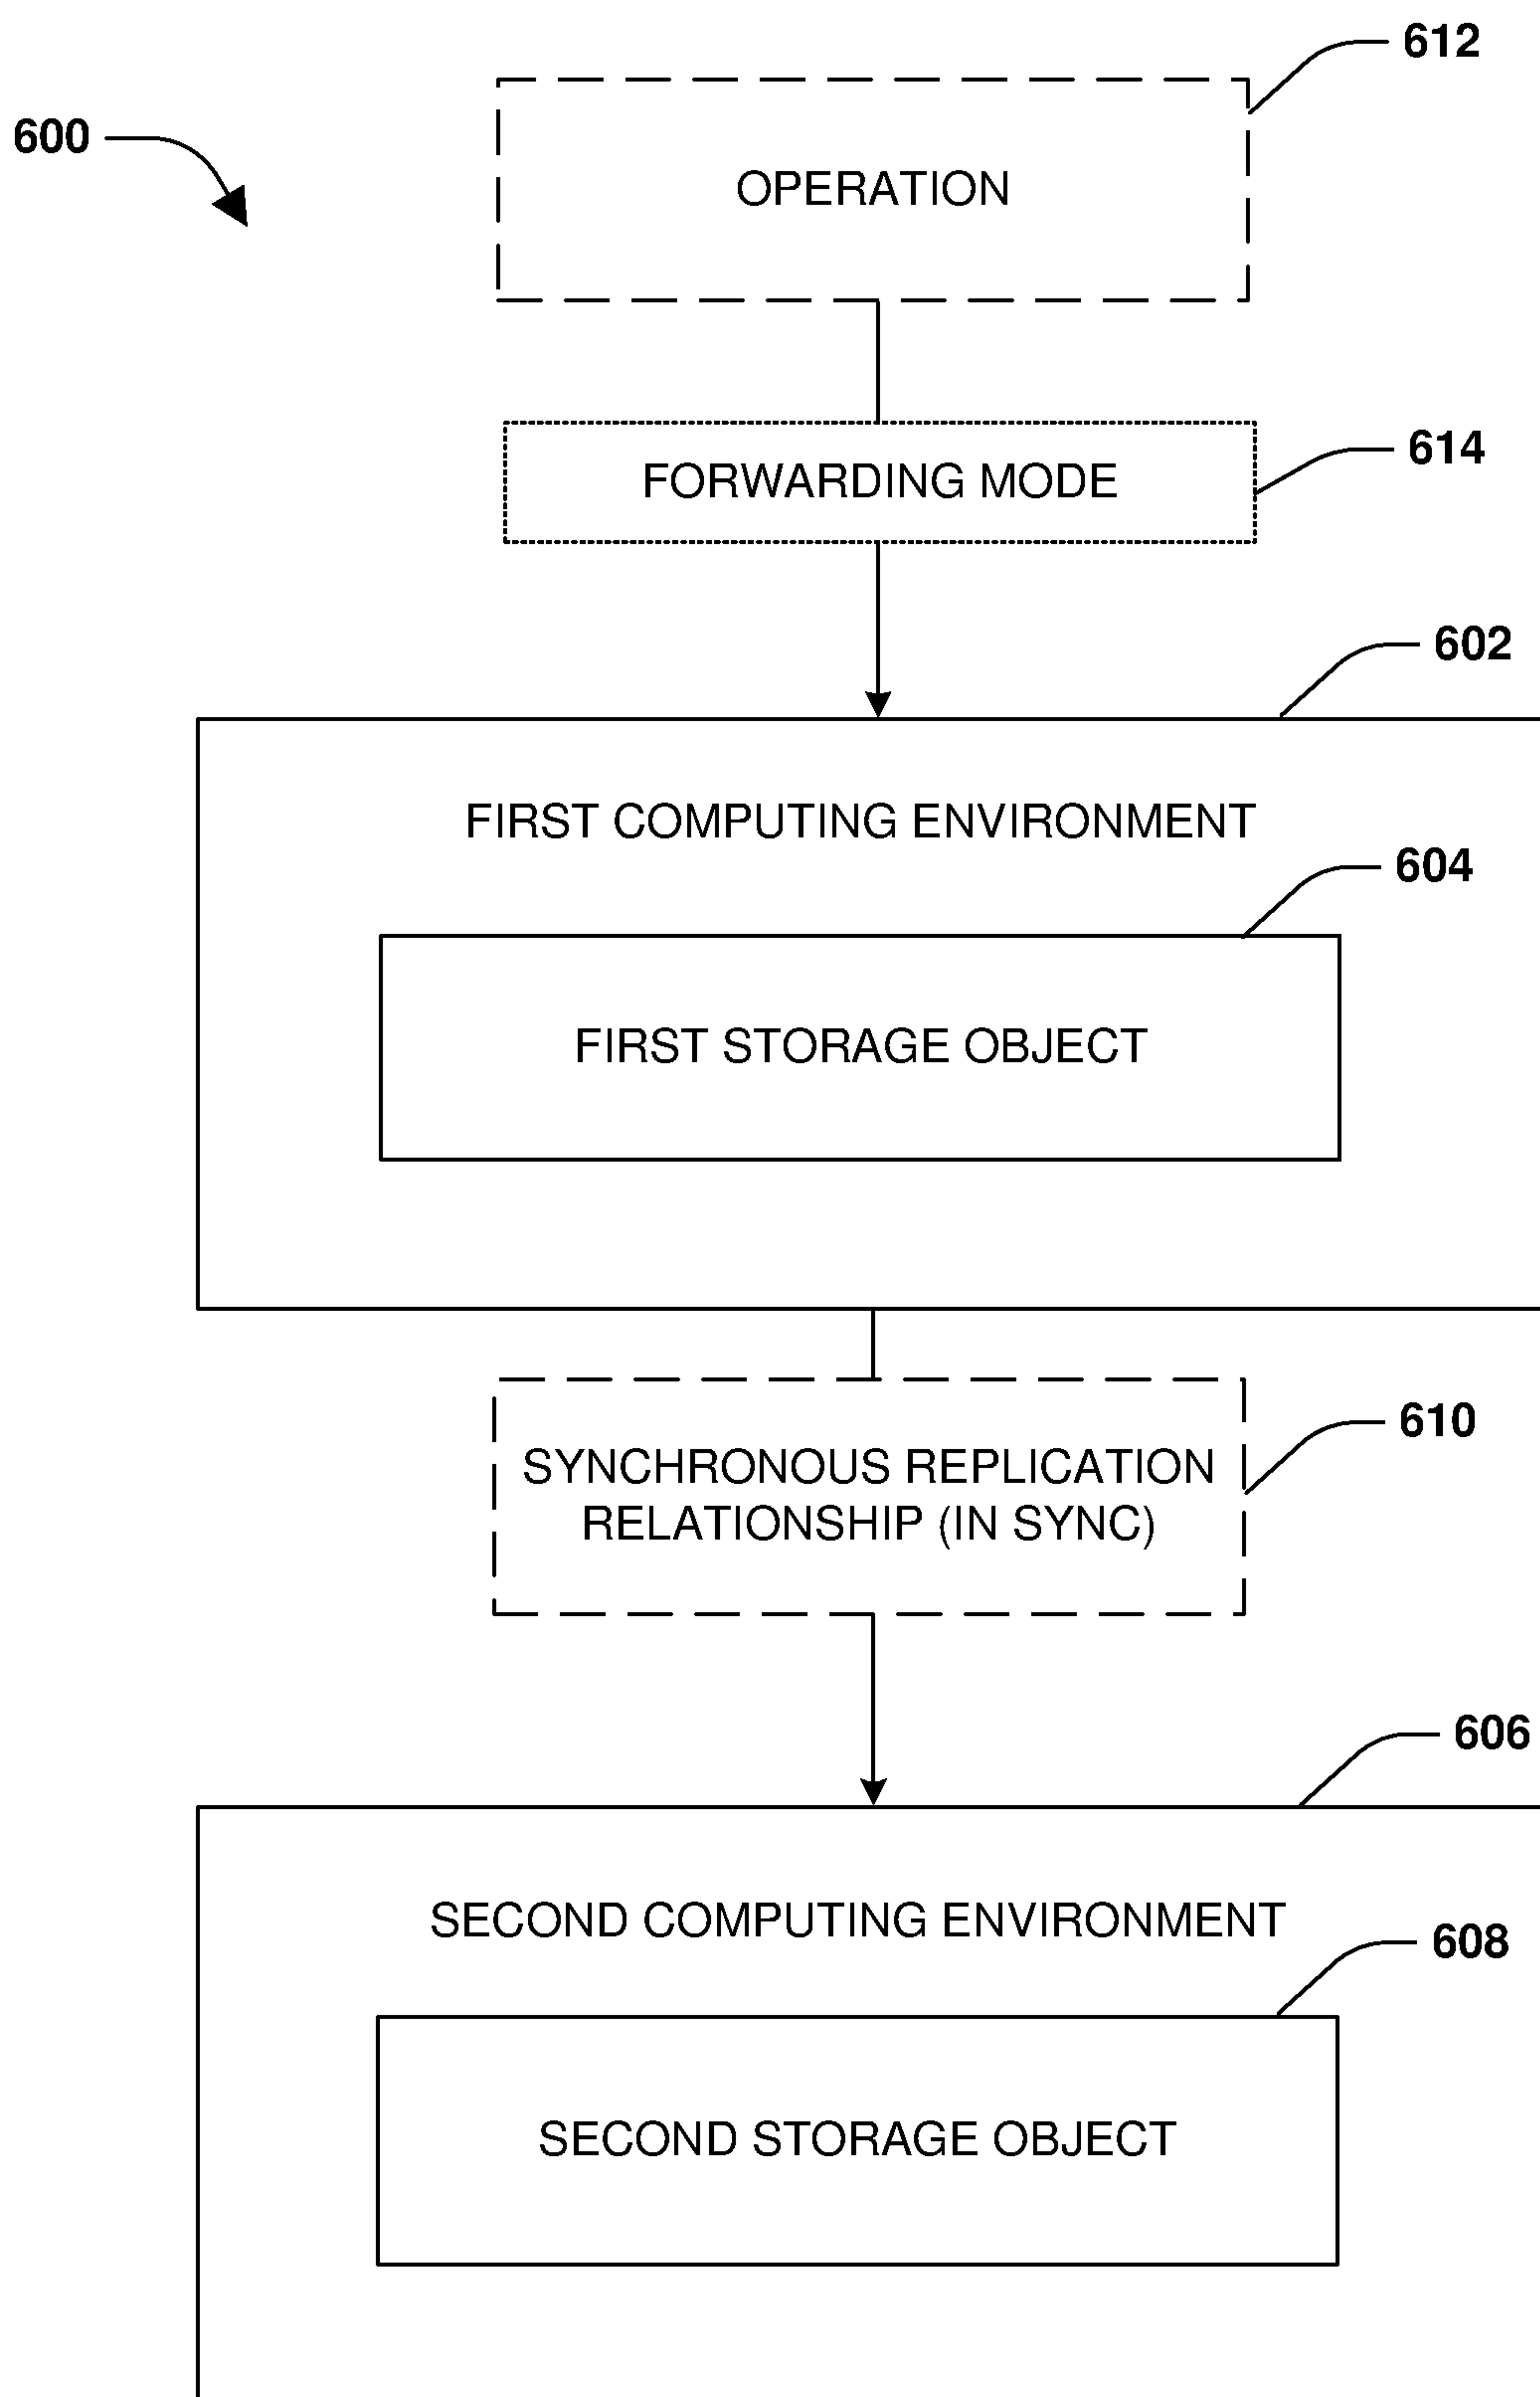 612
600
OPERATION
614
FORWARDING MODE
602
FIRST COMPUTING ENVIRONMENT
604
FIRST STORAGE OBJECT
610
SYNCHRONOUS REPLICATION
RELATIONSHIP (IN SYNC)
606
SECOND COMPUTING ENVIRONMENT
608
SECOND STORAGE OBJECT